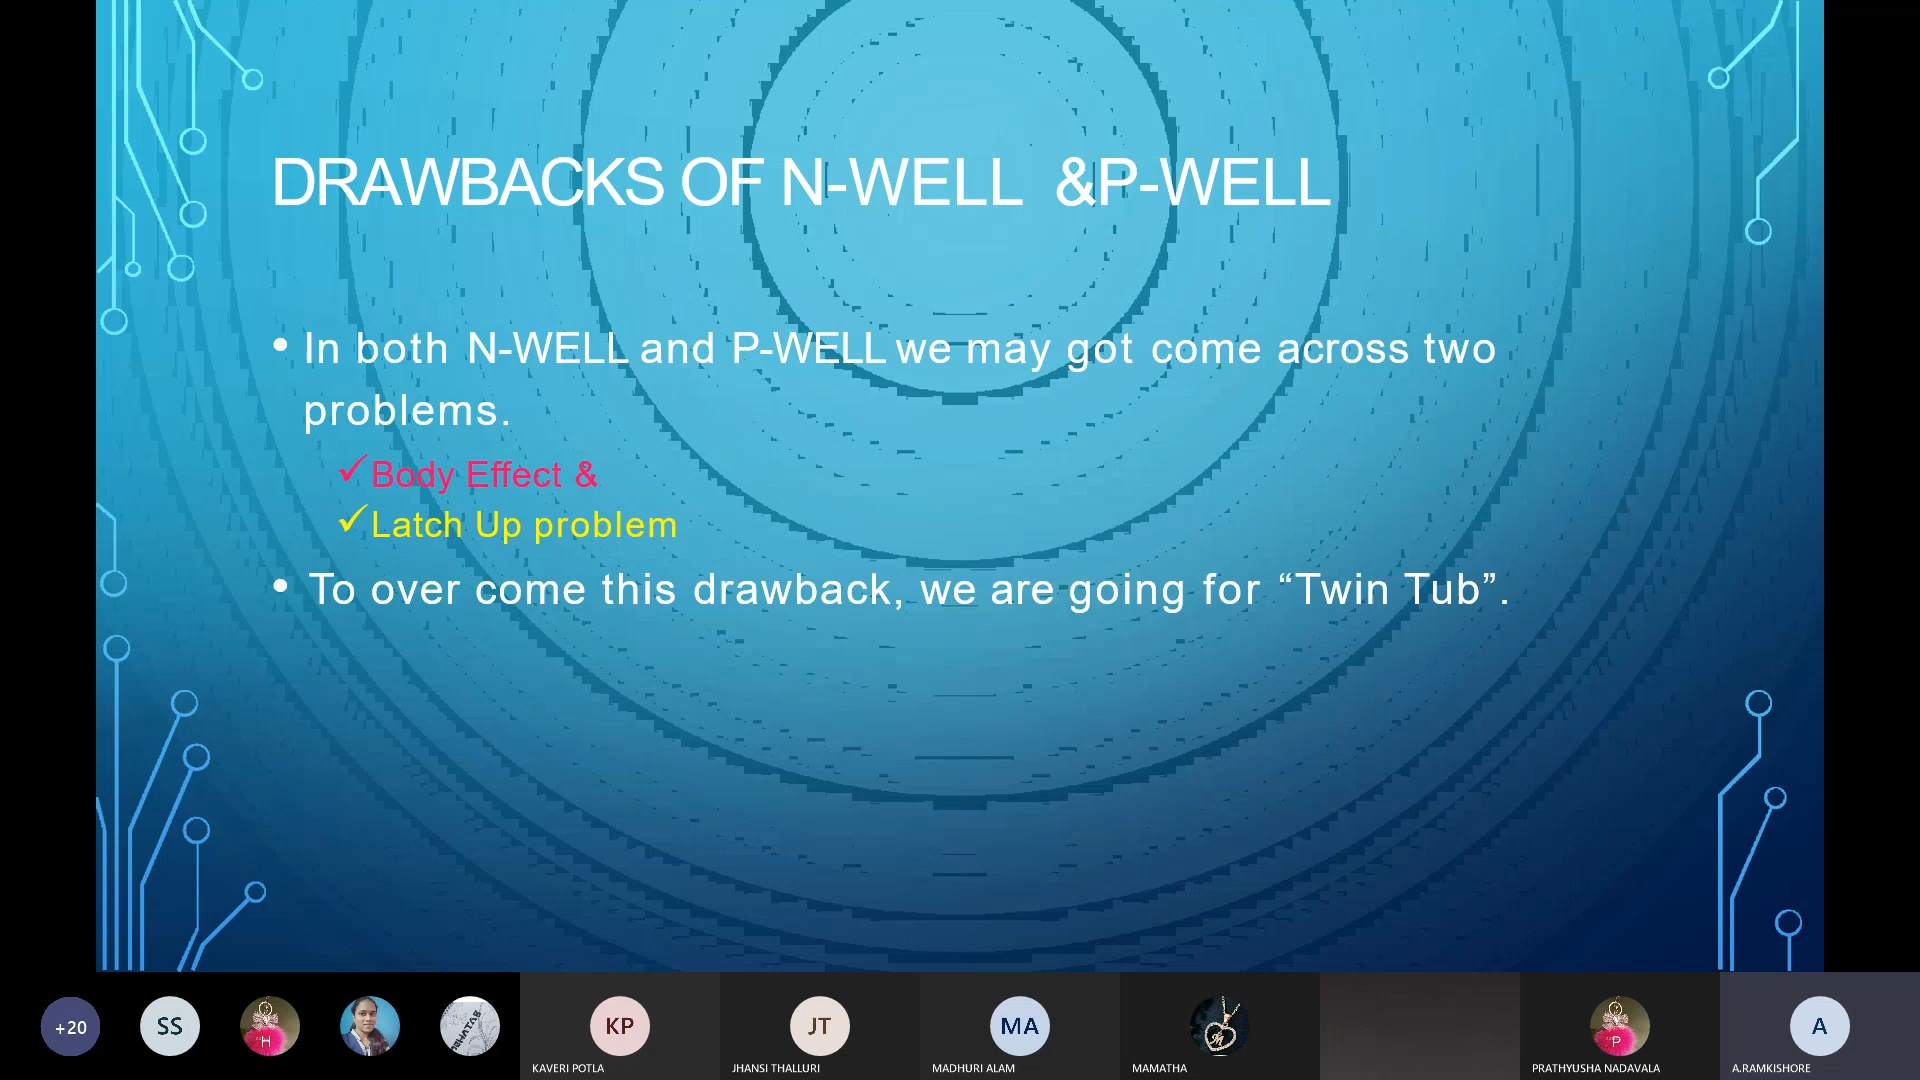 DRAWBACKS OF N-WELL &P-WELL
• In both N-WELL and P-WELL we may got come across two
problems.
✓Body Effect &
✓Latch Up problem
• To over come this drawback, we are going for “Twin Tub”.
+20
SS
H
KP
JT
MA
M
P
A
KAVERI POTLA
JHANSI THALLURI
MADHURI ALAM
MAMATHA
PRATHYUSHA NADAVALA
A.RAMKISHORE